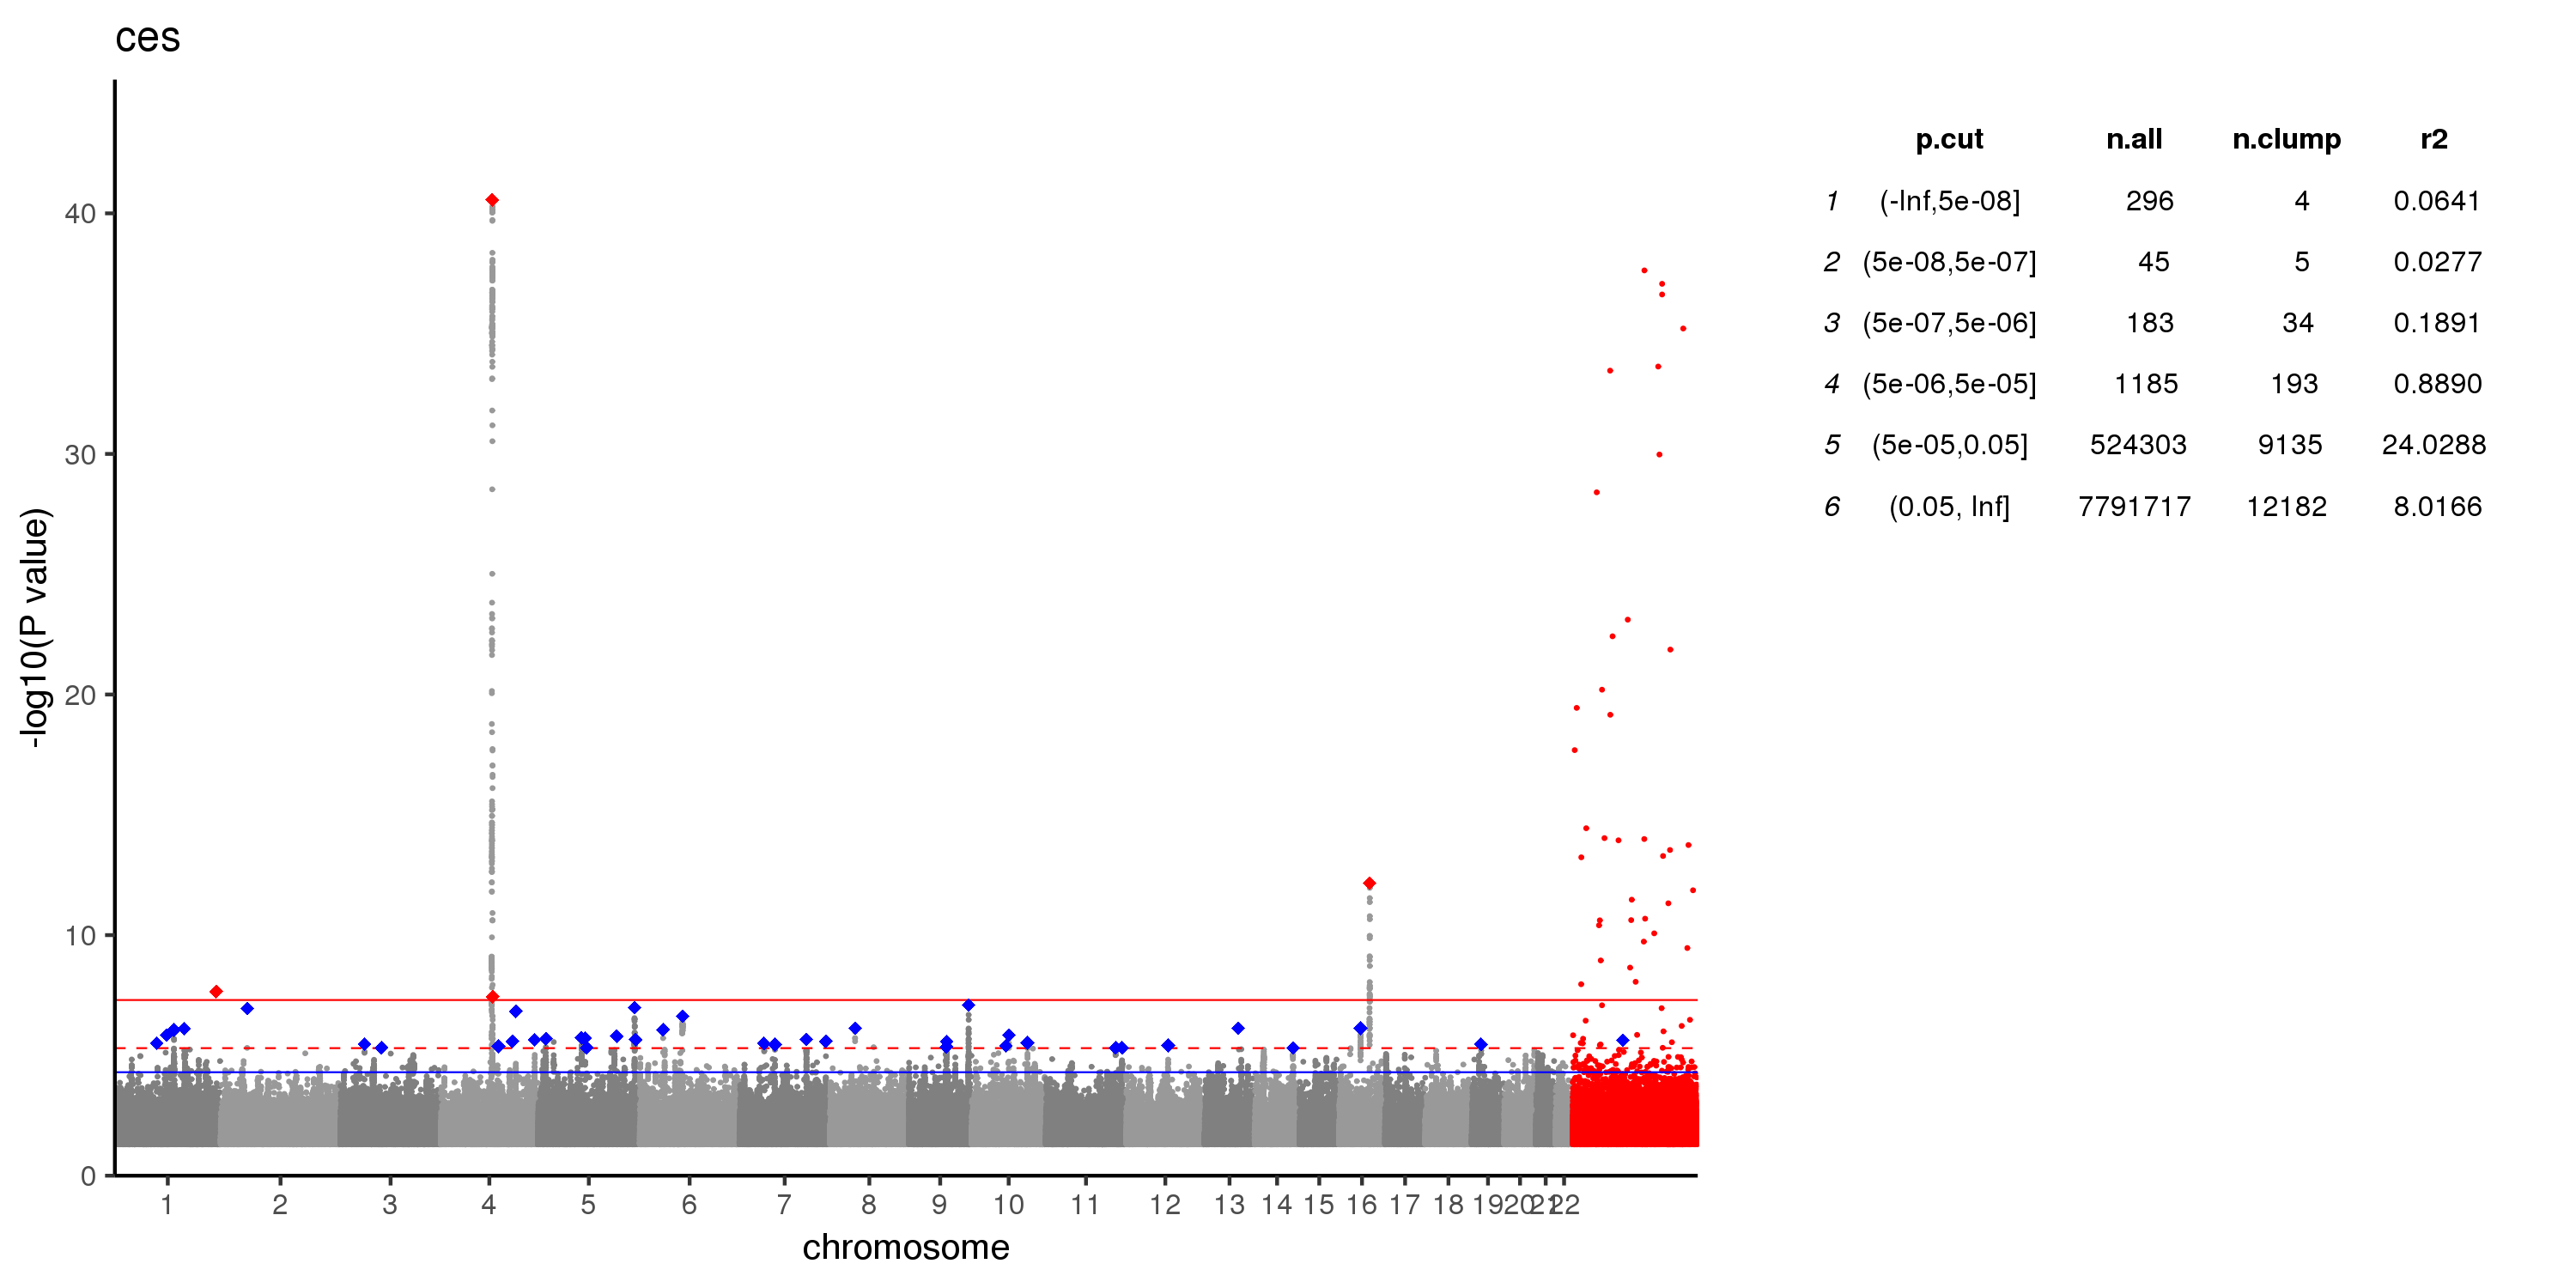 ces
-log10(P value)
40
30
20
10
0
1 2 3 4 5 6 7 8 9 10 11 12 13 14 15 16 17 18 19 20 21 22
chromosome
p.cut n.all n.clump r2
1 (-Inf,5e-08] 296 4 0.0641
2 (5e-08,5e-07] 45 5 0.0277
3 (5e-07,5e-06] 183 34 0.1891
4 (5e-06,5e-05] 1185 193 0.8890
5 (5e-05,0.05] 524303 9135 24.0288
6 (0.05, Inf] 7791717 12182 8.0166